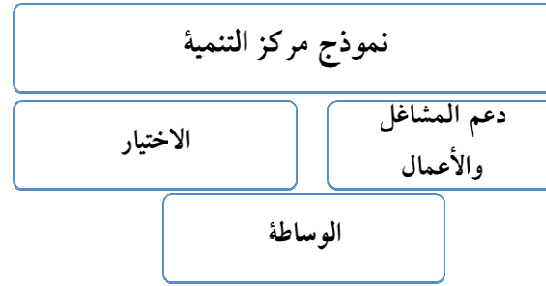 نموذج مركز التنمية
دعم المشاغل
والأعمال
الاختيار
الوساطة